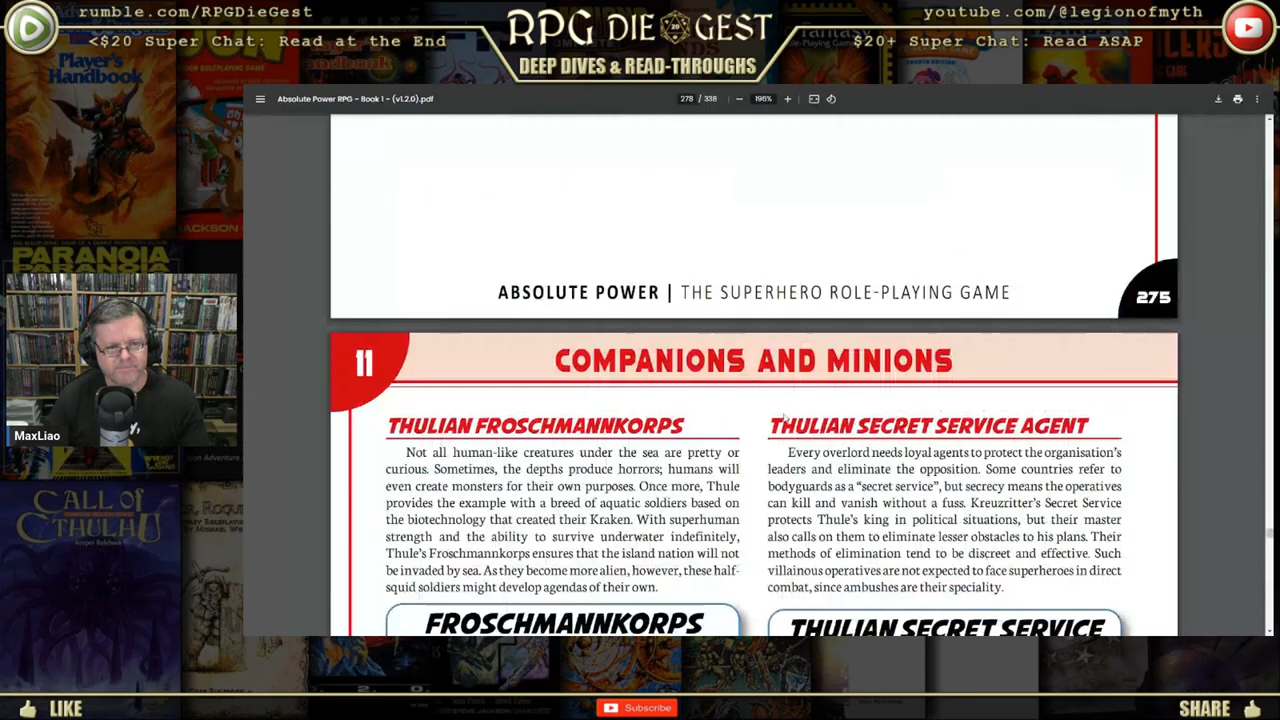 rumble.com/RPGDieGest
<$20 Super Chat: Read at the End
RPG DIE GEST
DEEP DIVES & READ-THROUGHS
youtube.com/@legionofmyth
$20+ Super Chat: Read ASAP
Player's
Handbook
PARANOIA
CALL of
CTHULHU
MaxLiao
Absolute Power RPG – Book 1 - (v1.2.0).pdf
278 / 338
196%
ABSOLUTE POWER | THE SUPERHERO ROLE-PLAYING GAME
275
11
COMPANIONS AND MINIONS
THULIAN FROSCHMANNKORPS
Not all human-like creatures under the sea are pretty or
curious. Sometimes, the depths produce horrors; humans will
even create monsters for their own purposes. Once more, Thule
provides the example with a breed of aquatic soldiers based on
the biotechnology that created their Kraken. With superhuman
strength and the ability to survive underwater indefinitely,
Thule's Froschmannkorps ensures that the island nation will not
be invaded by sea. As they become more alien, however, these half-
squid soldiers might develop agendas of their own.
FROSCHMANNKORPS
THULIAN SECRET SERVICE AGENT
Every overlord needs loyal agents to protect the organisation's
leaders and eliminate the opposition. Some countries refer to
bodyguards as a “secret service”, but secrecy means the operatives
can kill and vanish without a fuss. Kreuzritter's Secret Service
protects Thule's king in political situations, but their master
also calls on them to eliminate lesser obstacles to his plans. Their
methods of elimination tend to be discreet and effective. Such
villainous operatives are not expected to face superheroes in direct
combat, since ambushes are their speciality.
THULIAN SECRET SERVICE
LIKE
Subscribe
SHARE